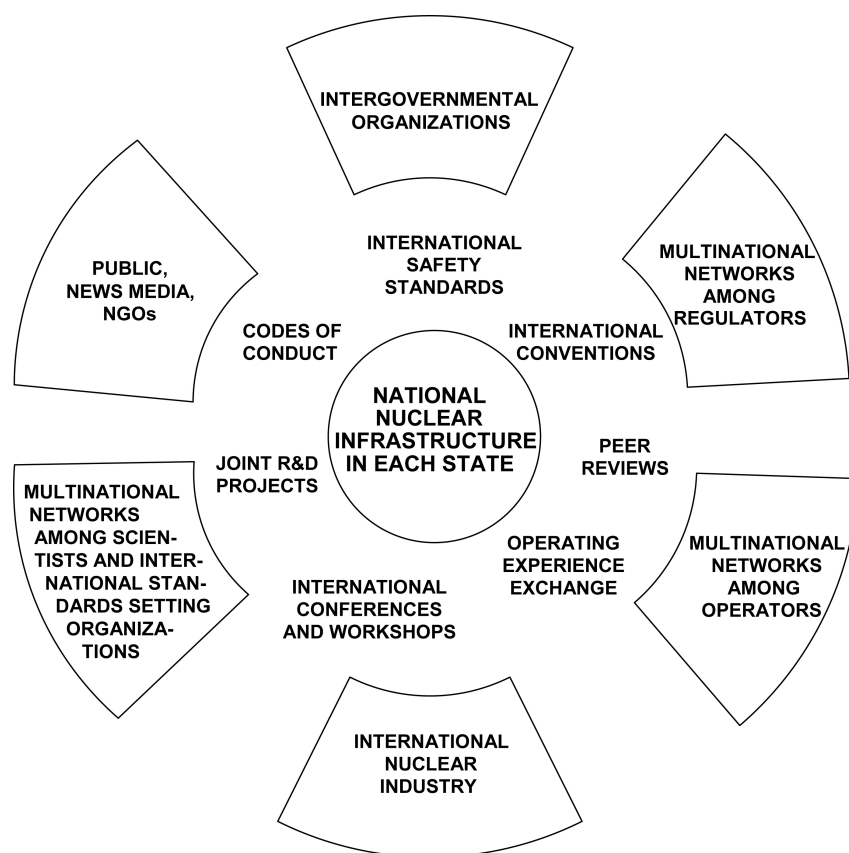 INTERGOVERNMENTAL
ORGANIZATIONS
PUBLIC,
NEWS MEDIA,
NGOs
INTERNATIONAL
SAFETY
STANDARDS
MULTINATIONAL
NETWORKS
AMONG
REGULATORS
CODES OF
CONDUCT
INTERNATIONAL
CONVENTIONS
NATIONAL
NUCLEAR
INFRASTRUCTURE
IN EACH STATE
JOINT R&D
PROJECTS
PEER
REVIEWS
MULTINATIONAL
NETWORKS
AMONG SCIEN-
TISTS AND INTER-
NATIONAL STAN-
DARDS SETTING
ORGANIZA-
TIONS
OPERATING
EXPERIENCE
EXCHANGE
MULTINATIONAL
NETWORKS
AMONG
OPERATORS
INTERNATIONAL
CONFERENCES
AND WORKSHOPS
INTERNATIONAL
NUCLEAR
INDUSTRY